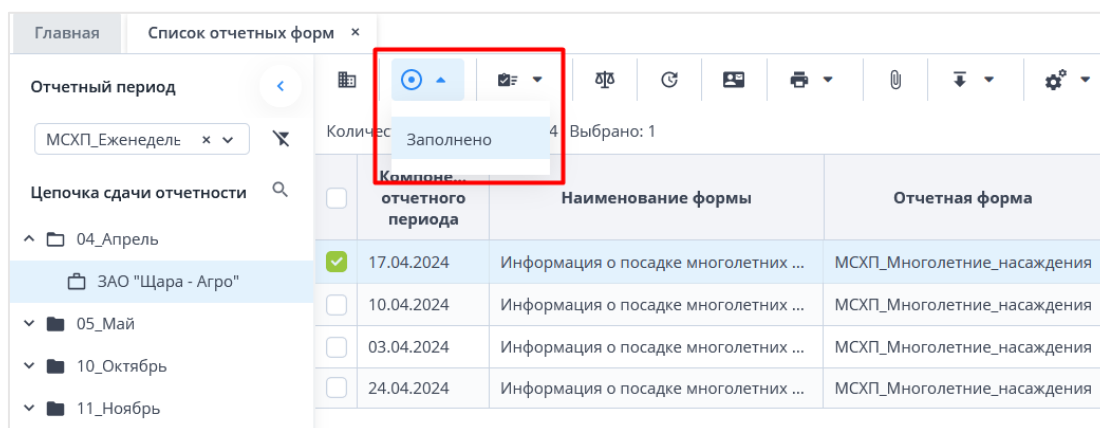 Главная Список отчетных форм ×
Отчетный период
МСХП_Еженедель
Цепочка сдачи отчетности
04_Апрель
ЗАО "Щара - Агро"
05_Май
10_Октябрь
11_Ноябрь
Заполнено
Колич 4 Выбрано: 1
Компоне... отчетного периода Наименование формы Отчетная форма
17.04.2024 Информация о посадке многолетних ... МСХП_Многолетние_насаждения
10.04.2024 Информация о посадке многолетних ... МСХП_Многолетние_насаждения
03.04.2024 Информация о посадке многолетних ... МСХП_Многолетние_насаждения
24.04.2024 Информация о посадке многолетних ... МСХП_Многолетние_насаждения